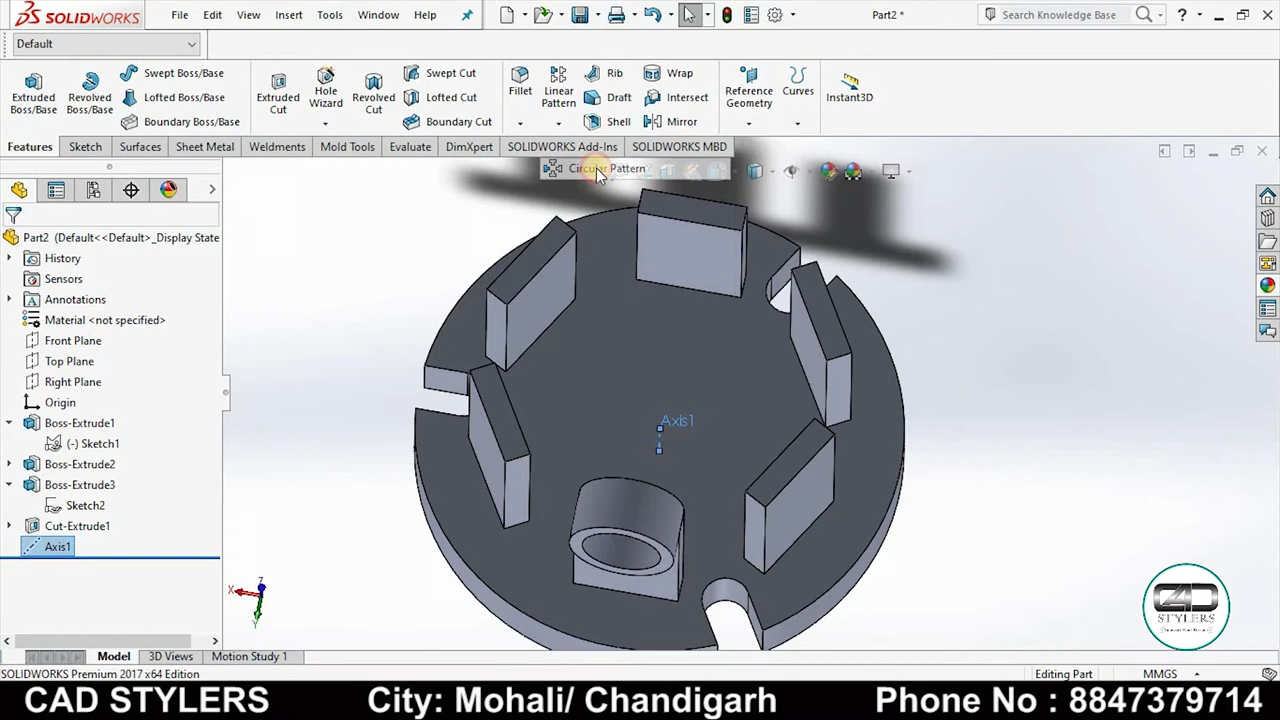 SOLIDWORKS File Edit View Insert Tools Window Help Part2 * Search Knowledge Base ?
Default
Extruded Boss/Base
Revolved Boss/Base
Swept Boss/Base
Lofted Boss/Base
Boundary Boss/Base
Extruded Cut
Hole Wizard
Revolved Cut
Swept Cut
Lofted Cut
Boundary Cut
Fillet
Linear Pattern
Rib
Draft
Shell
Wrap
Intersect
Mirror
Reference Geometry
Curves
Instant3D
Features Sketch Surfaces Sheet Metal Weldments Mold Tools Evaluate DimXpert SOLIDWORKS Add-Ins SOLIDWORKS MBD
Circular Pattern
Part2 (Default<<Default>_Display State
History
Sensors
Annotations
Material <not specified>
Front Plane
Top Plane
Right Plane
Origin
Boss-Extrude1
(-) Sketch1
Boss-Extrude2
Boss-Extrude3
Sketch2
Cut-Extrude1
Axis1
Axis1
Z
X
Y
STYLERS
Model 3D Views Motion Study 1
SOLIDWORKS Premium 2017 x64 Edition Editing Part MMGS
CAD STYLERS City: Mohali/ Chandigarh Phone No : 8847379714